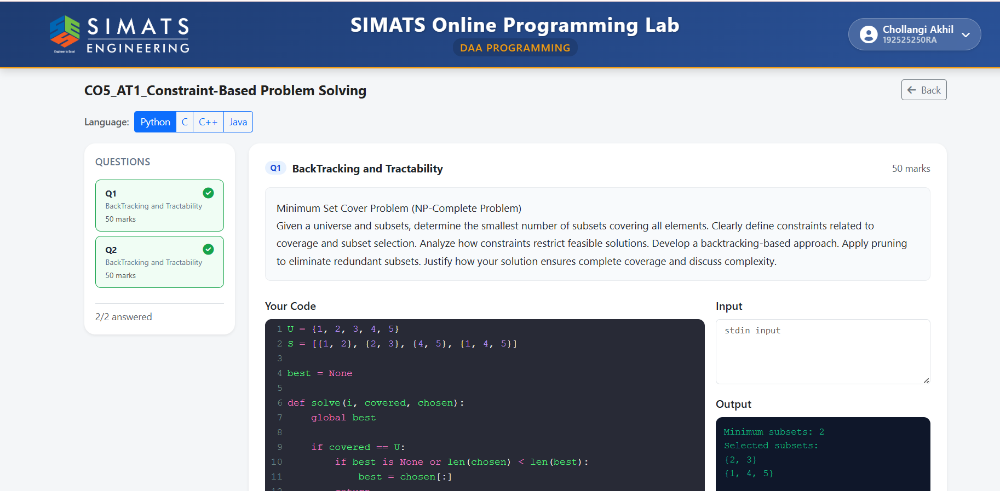 SIMATS
ENGINEERING
Engineer to Excel
SIMATS Online Programming Lab
DAA PROGRAMMING
Chollangi Akhil
192525250RA
CO5_AT1_Constraint-Based Problem Solving
Back
Language: Python C C++ Java
QUESTIONS
Q1
BackTracking and Tractability
50 marks
Q2
BackTracking and Tractability
50 marks
2/2 answered
Q1 BackTracking and Tractability 50 marks
Minimum Set Cover Problem (NP-Complete Problem)
Given a universe and subsets, determine the smallest number of subsets covering all elements. Clearly define constraints related to
coverage and subset selection. Analyze how constraints restrict feasible solutions. Develop a backtracking-based approach. Apply pruning
to eliminate redundant subsets. Justify how your solution ensures complete coverage and discuss complexity.
Your Code
1 U = {1, 2, 3, 4, 5}
2 S = [{1, 2}, {2, 3}, {4, 5}, {1, 4, 5}]
3
4 best = None
5
6 def solve(i, covered, chosen):
7     global best
8
9     if covered == U:
10         if best is None or len(chosen) < len(best):
11             best = chosen[:]
12         return
Input
stdin input
Output
Minimum subsets: 2
Selected subsets:
{2, 3}
{1, 4, 5}